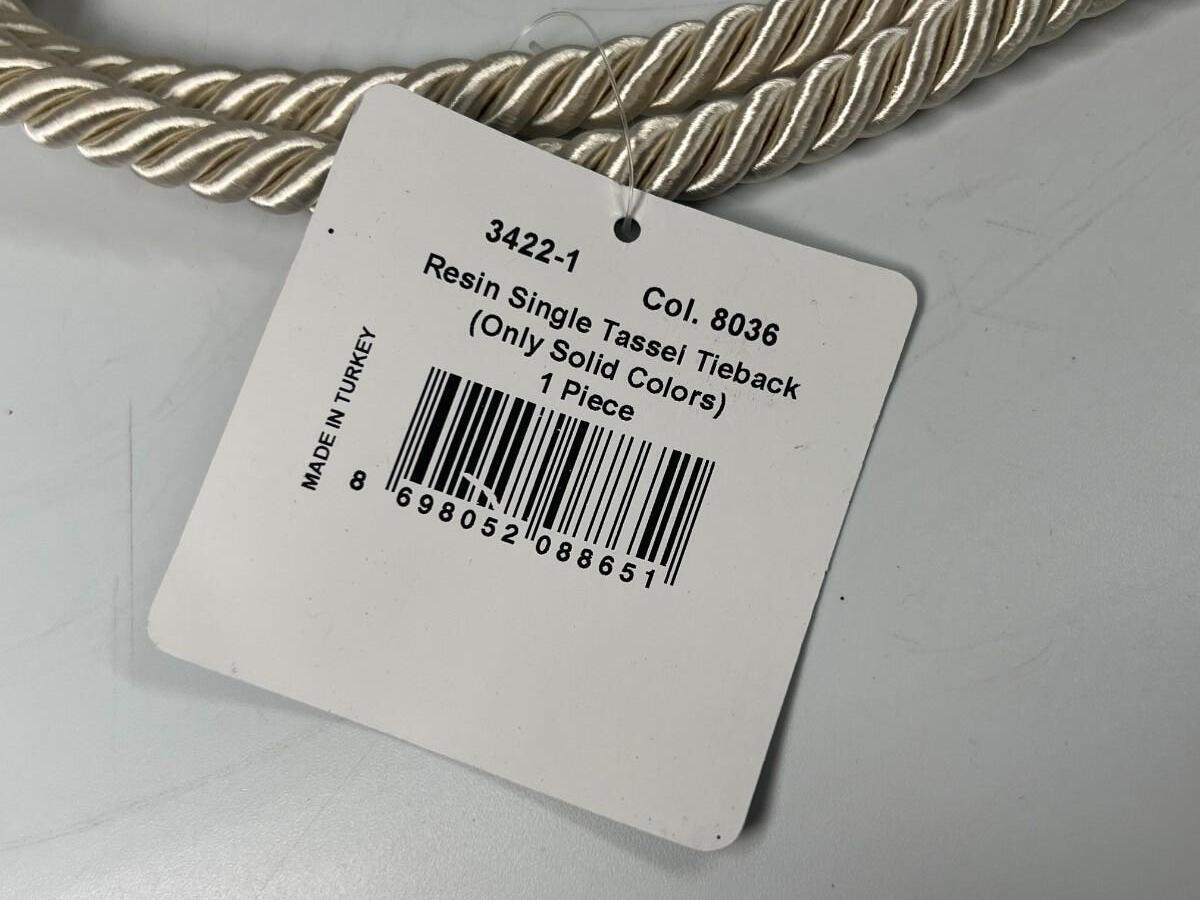 3422-1 Col. 8036
Resin Single Tassel Tieback
(Only Solid Colors)
1 Piece
MADE IN TURKEY
8 698052 088651